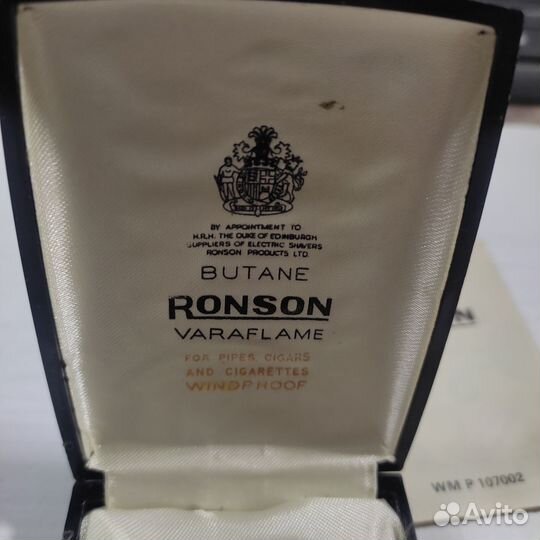 BY APPOINTMENT TO
H.R.H. THE DUKE OF EDINBURGH
SUPPLIERS OF ELECTRIC SHAVERS
RONSON PRODUCTS LTD.
BUTANE
RONSON
VARAFLAME
FOR PIPES CIGARS
AND CIGARETTES
WINDPROOF
ON
WM P 107002
Avito